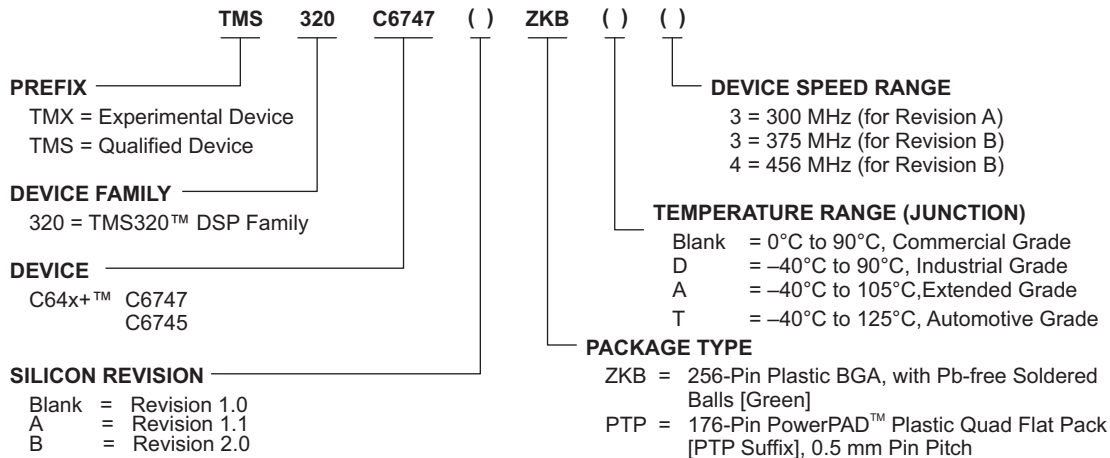 TMS 320 C6747 ( ) ZKB ( ) ( )
PREFIX
TMX = Experimental Device
TMS = Qualified Device
DEVICE FAMILY
320 = TMS320™ DSP Family
DEVICE
C64x+™ C6747
C6745
SILICON REVISION
Blank = Revision 1.0
A = Revision 1.1
B = Revision 2.0
DEVICE SPEED RANGE
3 = 300 MHz (for Revision A)
3 = 375 MHz (for Revision B)
4 = 456 MHz (for Revision B)
TEMPERATURE RANGE (JUNCTION)
Blank = 0°C to 90°C, Commercial Grade
D = –40°C to 90°C, Industrial Grade
A = –40°C to 105°C,Extended Grade
T = –40°C to 125°C, Automotive Grade
PACKAGE TYPE
ZKB = 256-Pin Plastic BGA, with Pb-free Soldered
Balls [Green]
PTP = 176-Pin PowerPAD™ Plastic Quad Flat Pack
[PTP Suffix], 0.5 mm Pin Pitch